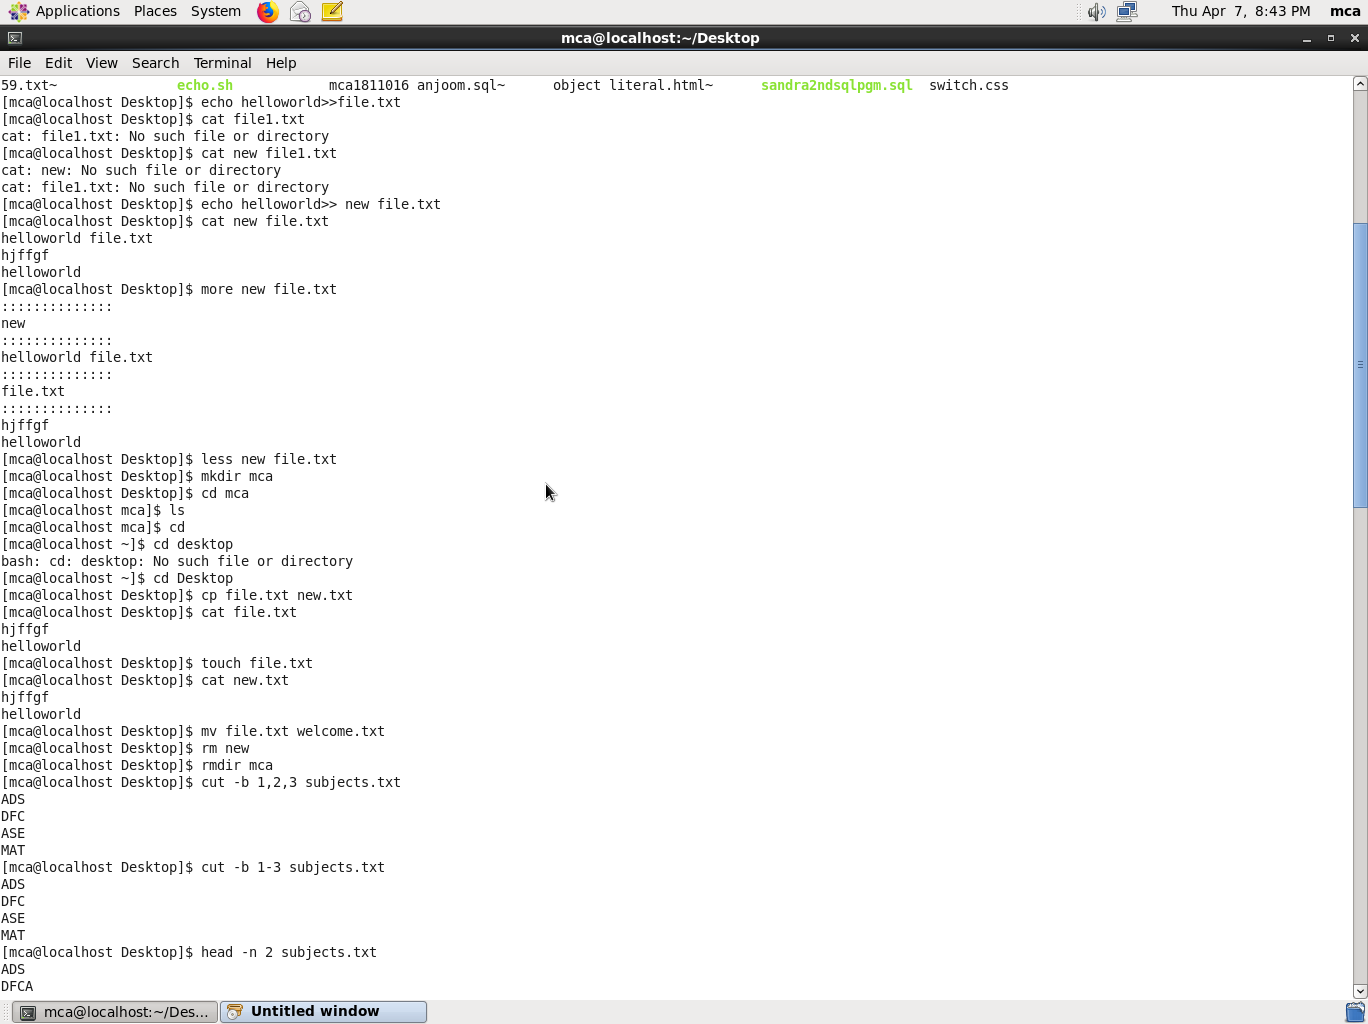 Applications Places System Thu Apr 7, 8:43 PM mca
mca@localhost:~/Desktop
File Edit View Search Terminal Help
59.txt~ echo.sh mca1811016 anjoom.sql~ object literal.html~ sandra2ndsqlpgm.sql switch.css
[mca@localhost Desktop]$ echo helloworld>>file.txt
[mca@localhost Desktop]$ cat file1.txt
cat: file1.txt: No such file or directory
[mca@localhost Desktop]$ cat new file1.txt
cat: new: No such file or directory
cat: file1.txt: No such file or directory
[mca@localhost Desktop]$ echo helloworld>> new file.txt
[mca@localhost Desktop]$ cat new file.txt
helloworld file.txt
hjffgf
helloworld
[mca@localhost Desktop]$ more new file.txt
::::::::::::::
new
::::::::::::::
helloworld file.txt
::::::::::::::
file.txt
::::::::::::::
hjffgf
helloworld
[mca@localhost Desktop]$ less new file.txt
[mca@localhost Desktop]$ mkdir mca
[mca@localhost Desktop]$ cd mca
[mca@localhost mca]$ ls
[mca@localhost mca]$ cd
[mca@localhost ~]$ cd desktop
bash: cd: desktop: No such file or directory
[mca@localhost ~]$ cd Desktop
[mca@localhost Desktop]$ cp file.txt new.txt
[mca@localhost Desktop]$ cat file.txt
hjffgf
helloworld
[mca@localhost Desktop]$ touch file.txt
[mca@localhost Desktop]$ cat new.txt
hjffgf
helloworld
[mca@localhost Desktop]$ mv file.txt welcome.txt
[mca@localhost Desktop]$ rm new
[mca@localhost Desktop]$ rmdir mca
[mca@localhost Desktop]$ cut -b 1,2,3 subjects.txt
ADS
DFC
ASE
MAT
[mca@localhost Desktop]$ cut -b 1-3 subjects.txt
ADS
DFC
ASE
MAT
[mca@localhost Desktop]$ head -n 2 subjects.txt
ADS
DFCA
mca@localhost:~/Des... Untitled window